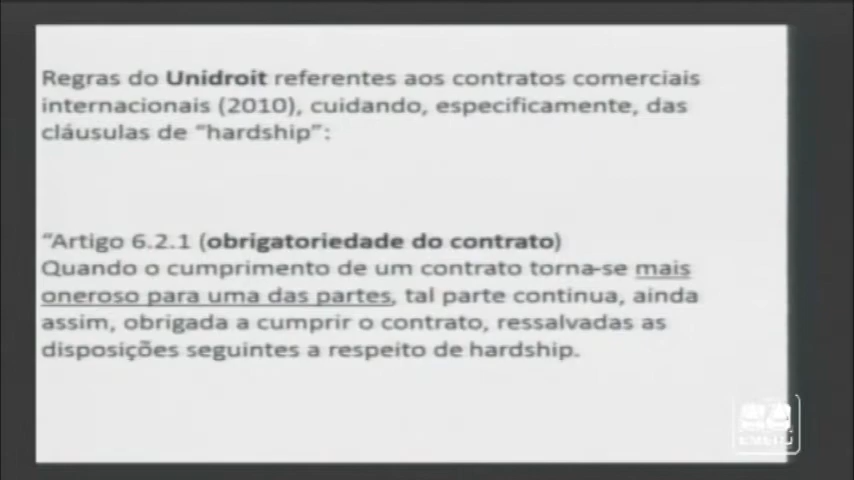 Regras do Unidroit referentes aos contratos comerciais
internacionais (2010), cuidando, especificamente, das
cláusulas de “hardship”:
“Artigo 6.2.1 (obrigatoriedade do contrato)
Quando o cumprimento de um contrato torna-se mais
oneroso para uma das partes, tal parte continua, ainda
assim, obrigada a cumprir o contrato, ressalvadas as
disposições seguintes a respeito de hardship.
EMERJ